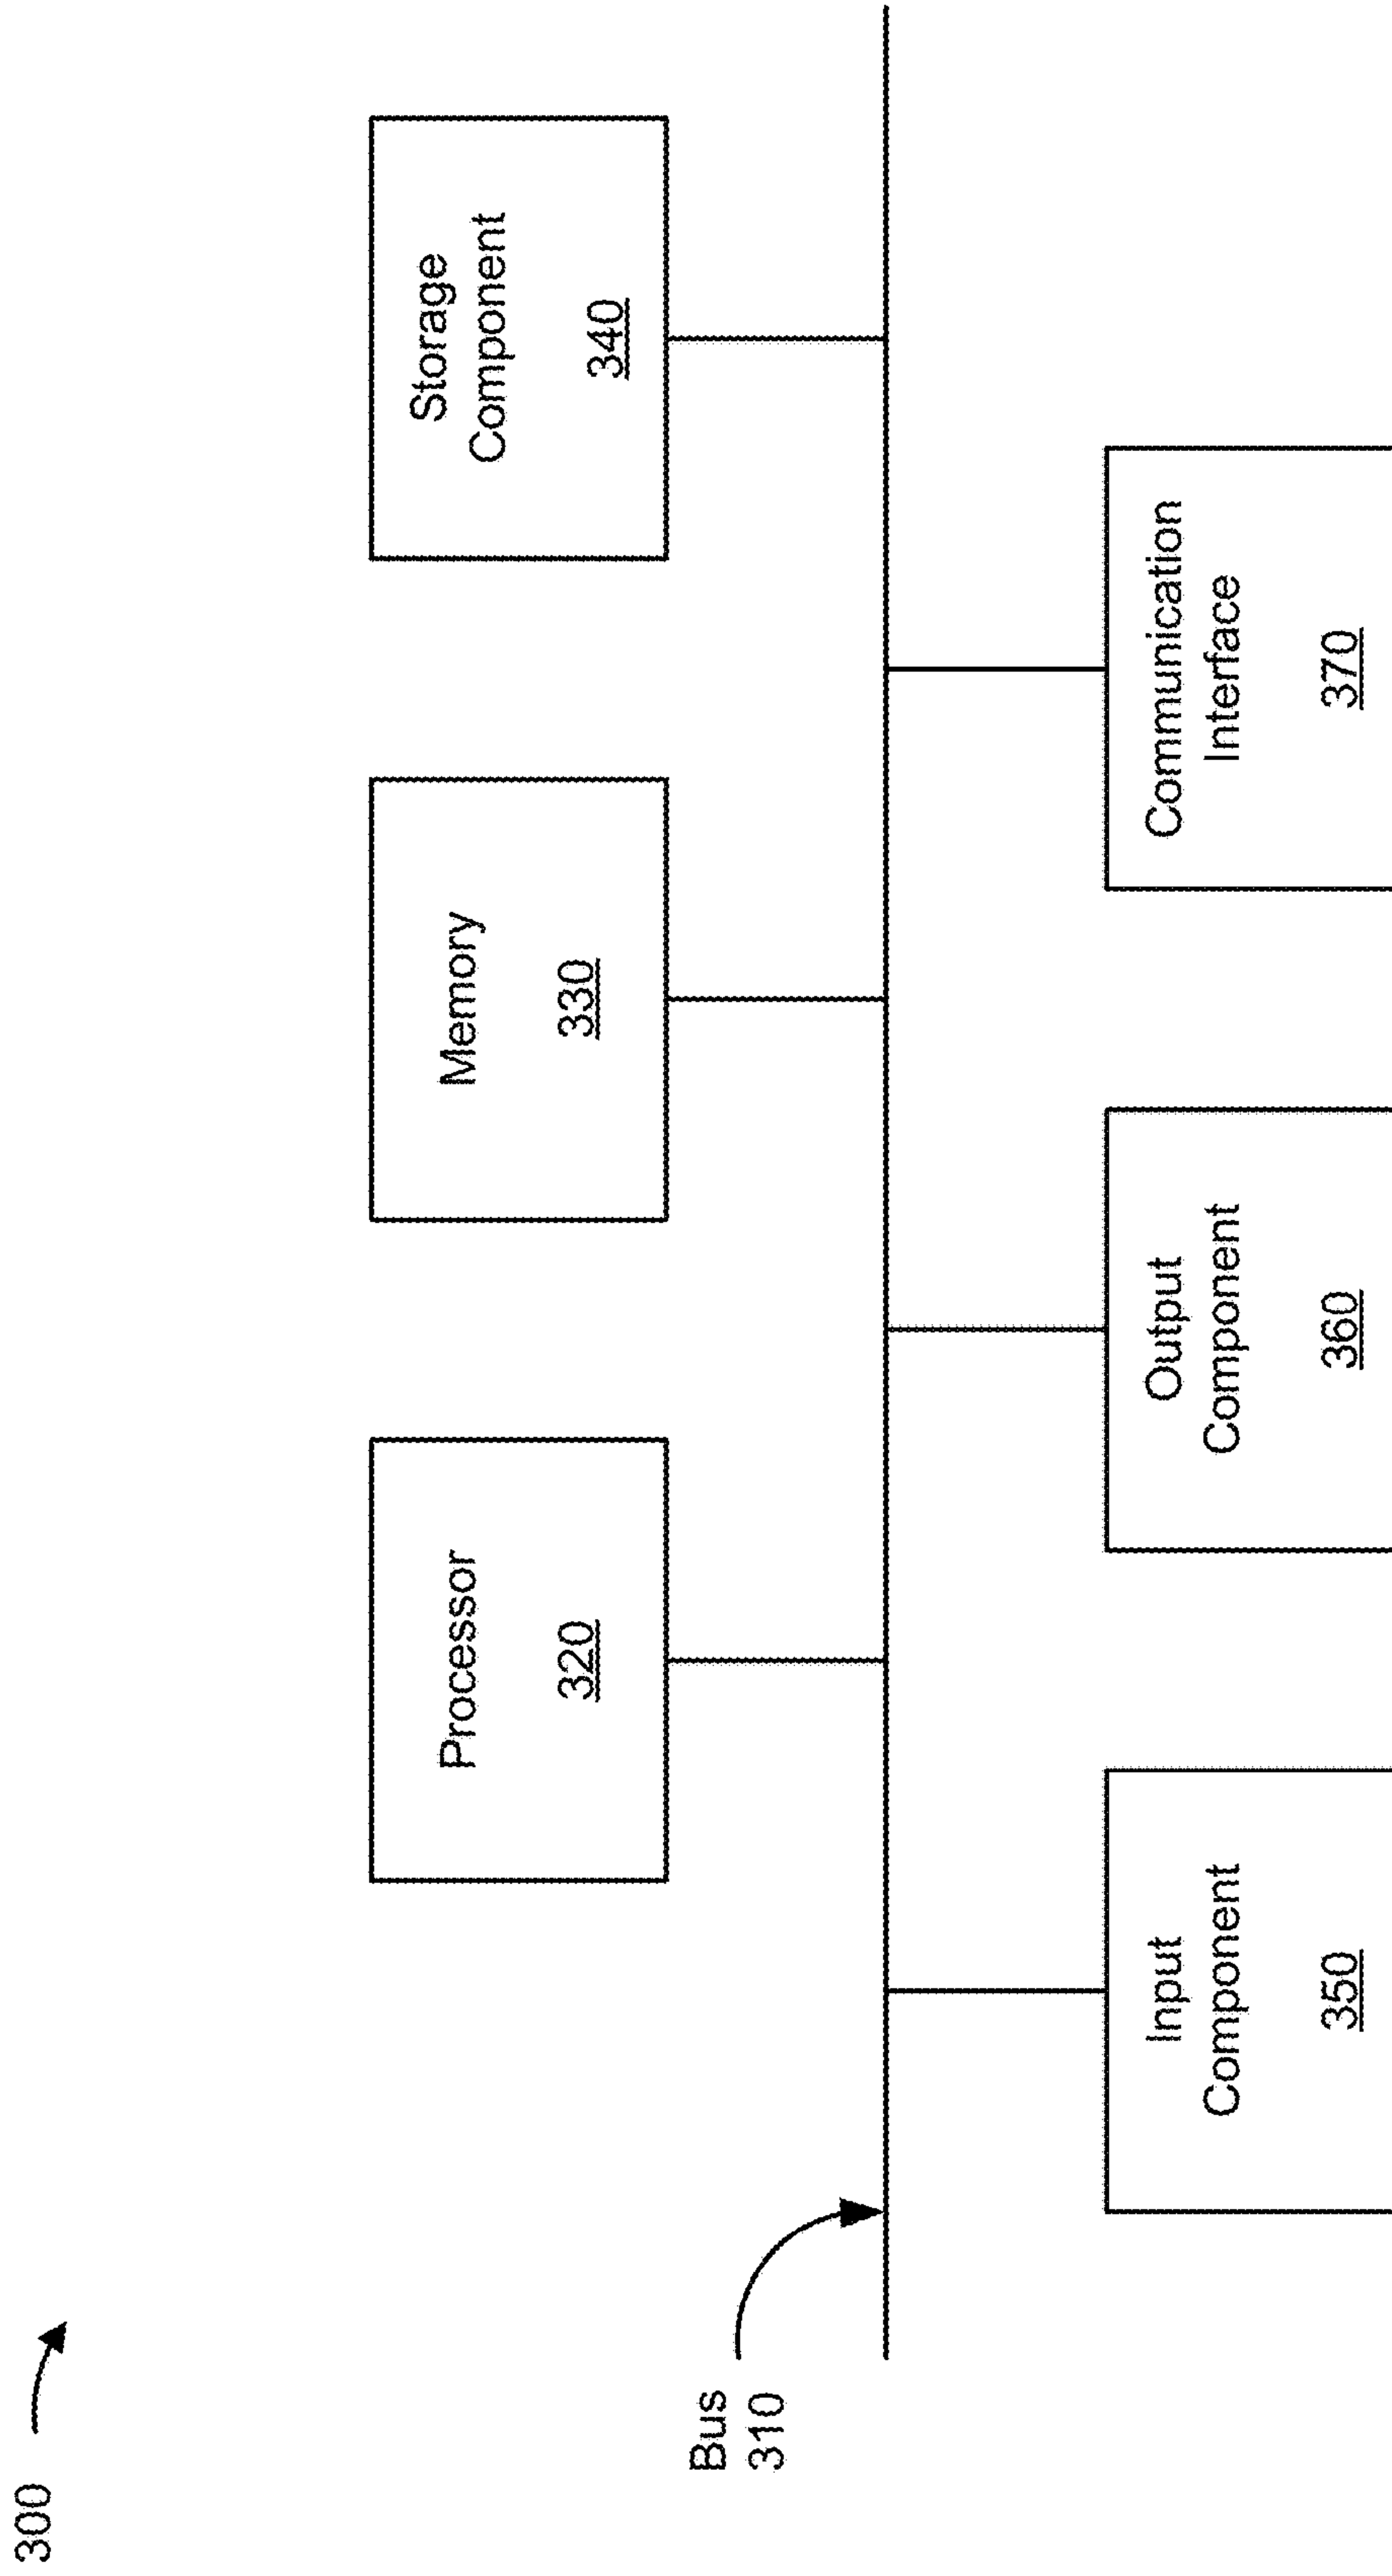 300
Processor
320
Memory
330
Storage
Component
340
Bus
310
Input
Component
350
Output
Component
360
Communication
Interface
370